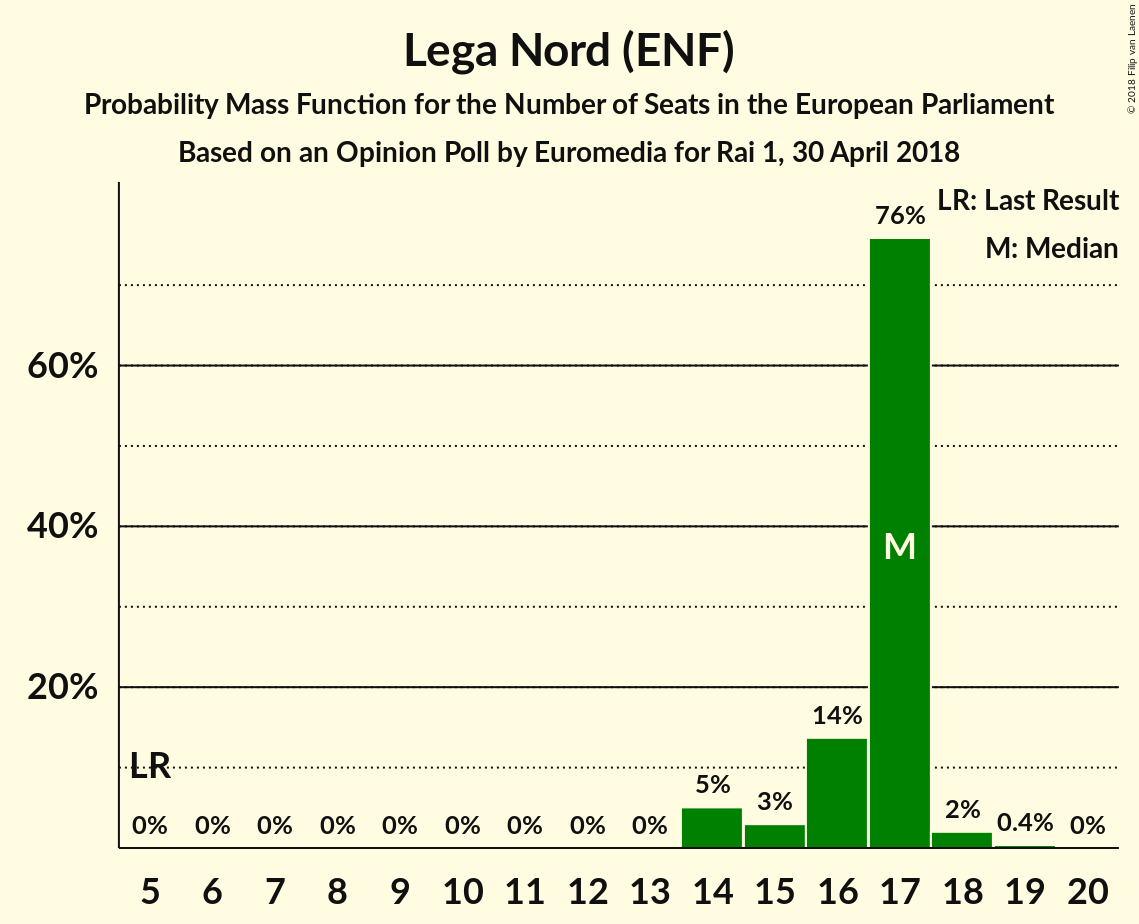 Lega Nord (ENF)
Probability Mass Function for the Number of Seats in the European Parliament
Based on an Opinion Poll by Euromedia for Rai 1, 30 April 2018
© 2018 Filip van Laenen
LR: Last Result
M: Median
60%
40%
20%
LR
0% 0% 0% 0% 0% 0% 0% 0% 0% 5% 3% 14% 76% 2% 0.4% 0%
M
5 6 7 8 9 10 11 12 13 14 15 16 17 18 19 20